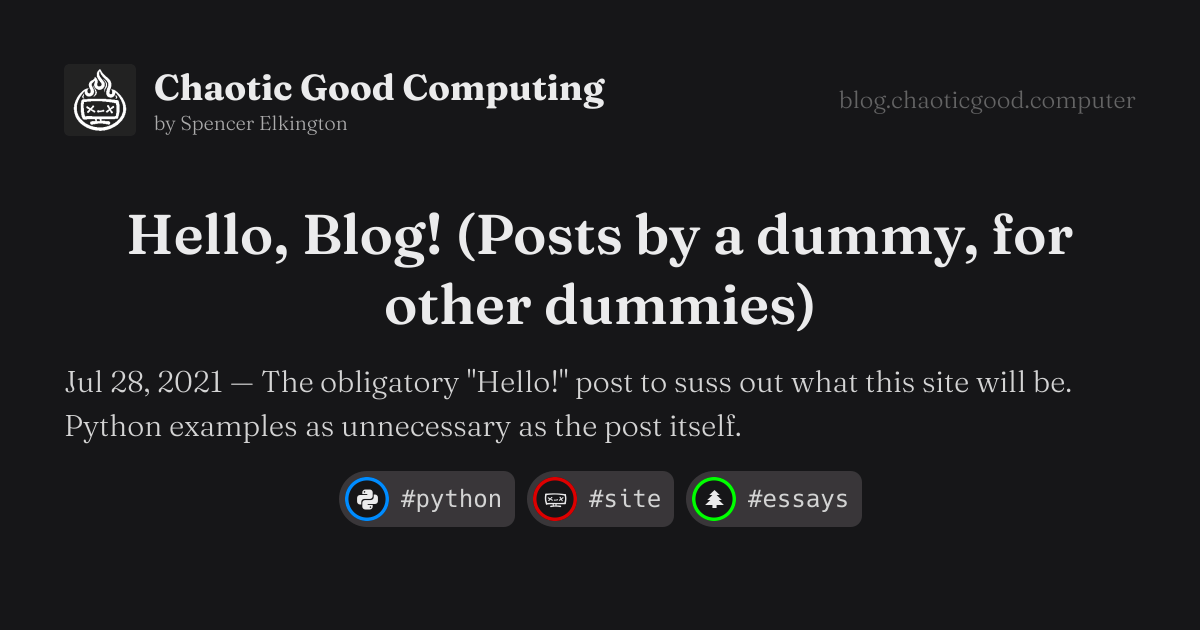 Chaotic Good Computing
by Spencer Elkington
blog.chaoticgood.computer
Hello, Blog! (Posts by a dummy, for
other dummies)
Jul 28, 2021 — The obligatory "Hello!" post to suss out what this site will be.
Python examples as unnecessary as the post itself.
#python
#site
#essays